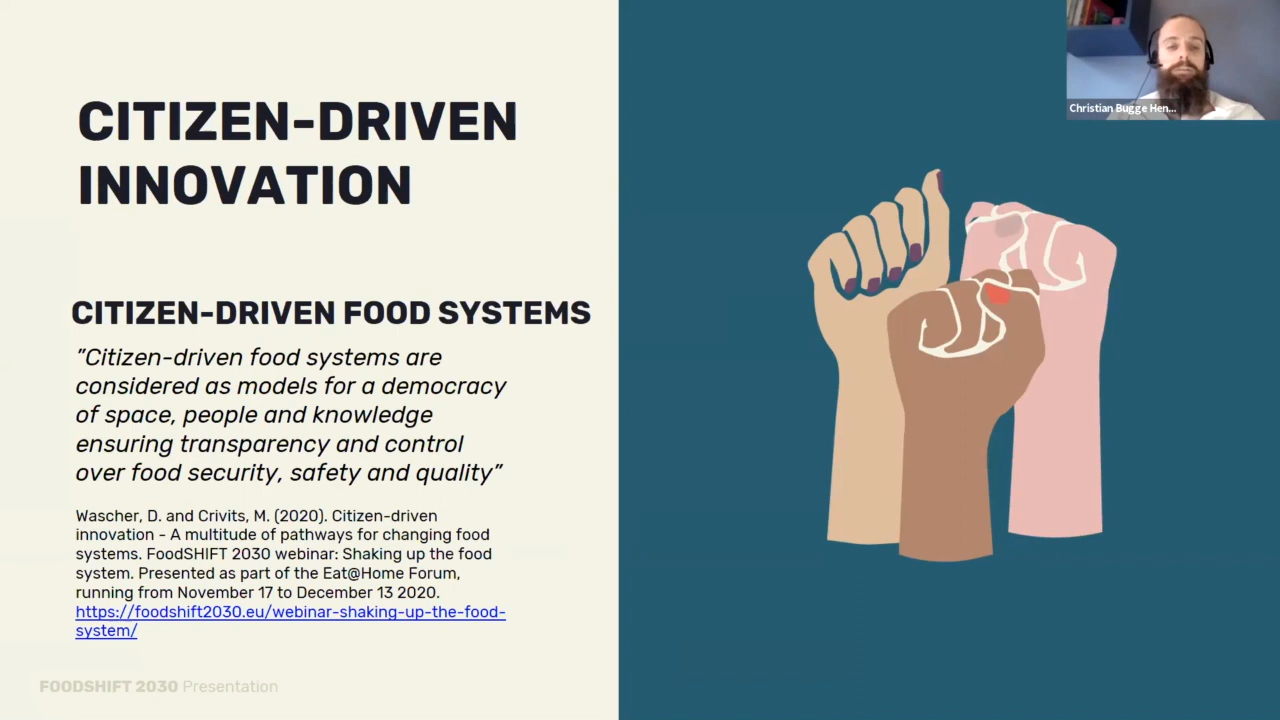 CITIZEN-DRIVEN
INNOVATION
CITIZEN-DRIVEN FOOD SYSTEMS
”Citizen-driven food systems are
considered as models for a democracy
of space, people and knowledge
ensuring transparency and control
over food security, safety and quality”
Wascher, D. and Crivits, M. (2020). Citizen-driven
innovation - A multitude of pathways for changing food
systems. FoodSHIFT 2030 webinar: Shaking up the food
system. Presented as part of the Eat@Home Forum,
running from November 17 to December 13 2020.
https://foodshift2030.eu/webinar-shaking-up-the-food-
system/
FOODSHIFT 2030 Presentation
Christian Bugge Hen...